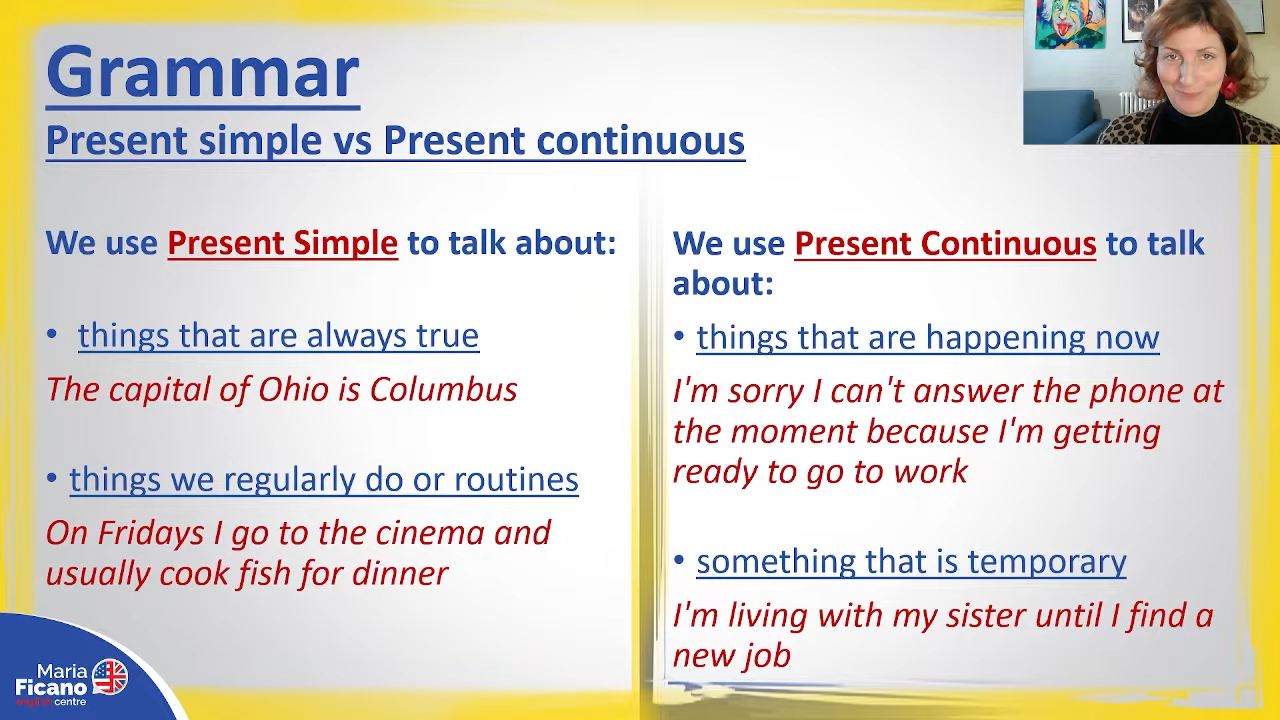 Grammar
Present simple vs Present continuous
We use Present Simple to talk about:
• things that are always true
The capital of Ohio is Columbus
• things we regularly do or routines
On Fridays I go to the cinema and
usually cook fish for dinner
We use Present Continuous to talk
about:
• things that are happening now
I'm sorry I can't answer the phone at
the moment because I'm getting
ready to go to work
• something that is temporary
I'm living with my sister until I find a
new job
Maria
Ficano
english centre